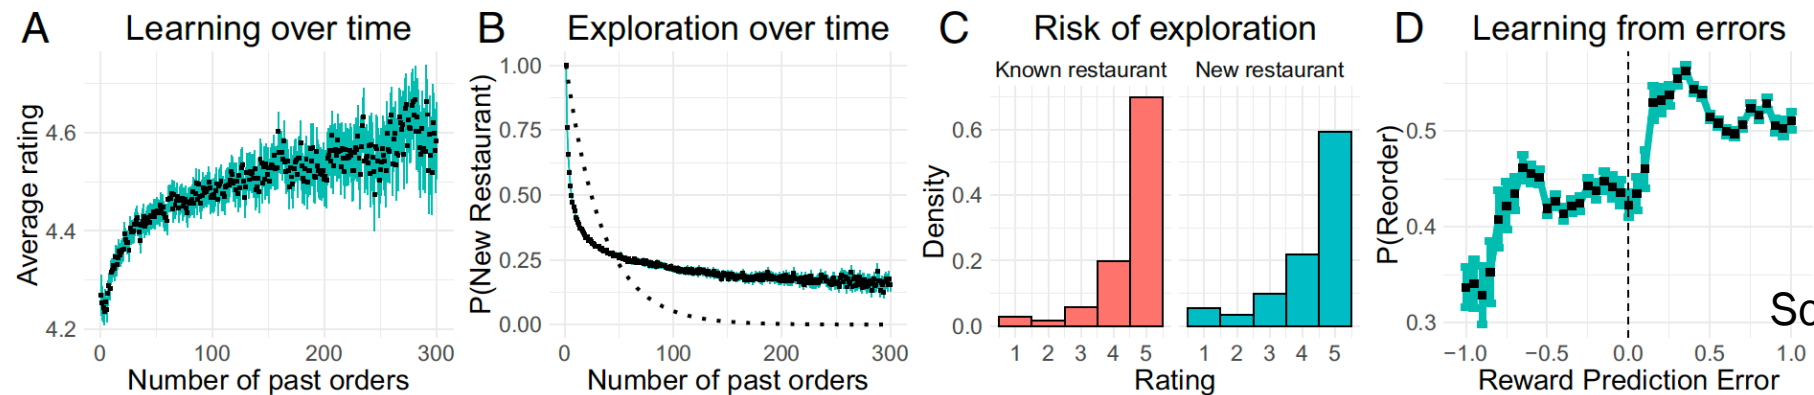 A Learning over time
Average rating
4.6
4.4
4.2
0 100 200 300
Number of past orders
B Exploration over time
P(New Restaurant)
1.00
0.75
0.50
0.25
0.00
0 100 200 300
Number of past orders
C Risk of exploration
Known restaurant New restaurant
Density
0.6
0.4
0.2
0.0
1 2 3 4 5 1 2 3 4 5
Rating
D Learning from errors
P(Reorder)
0.5
0.4
0.3
−1.0 −0.5 0.0 0.5 1.0
Reward Prediction Error